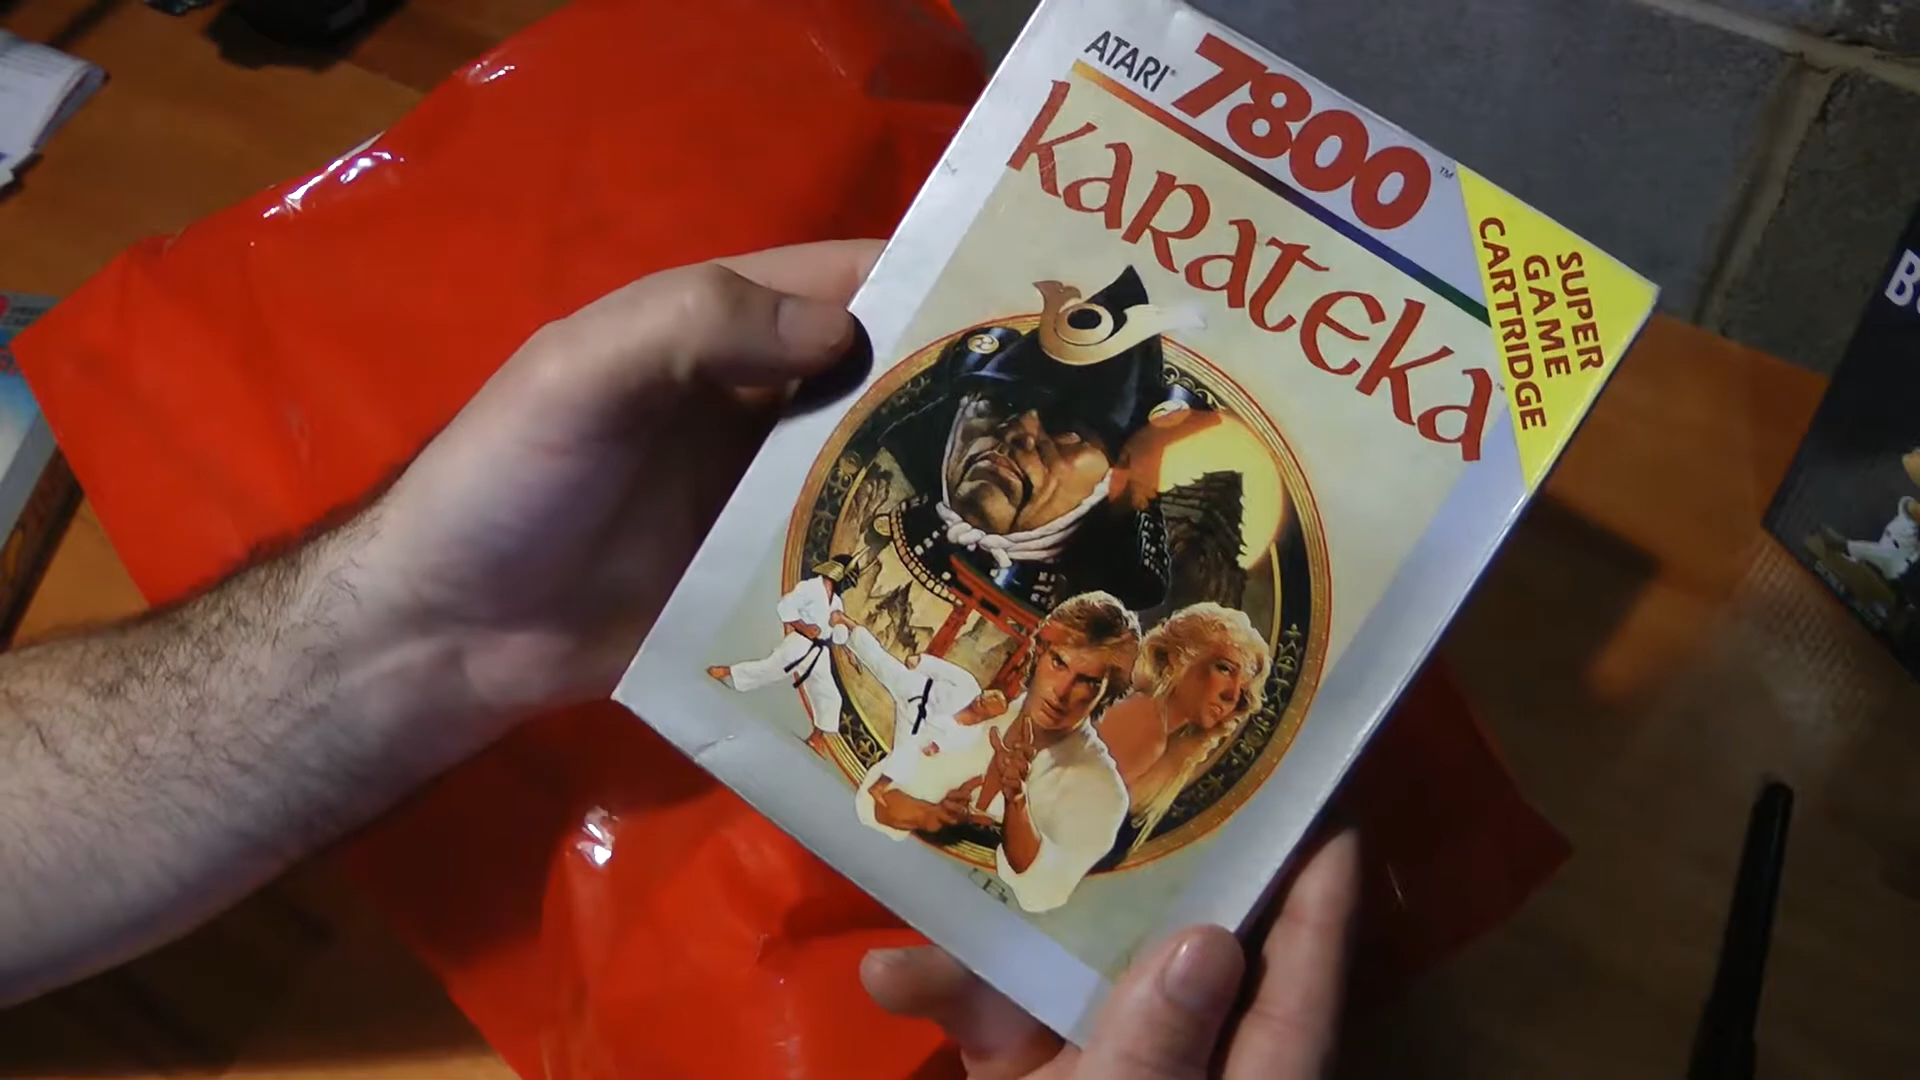 ATARI® 7800™
KARATEKA
SUPER
GAME
CARTRIDGE